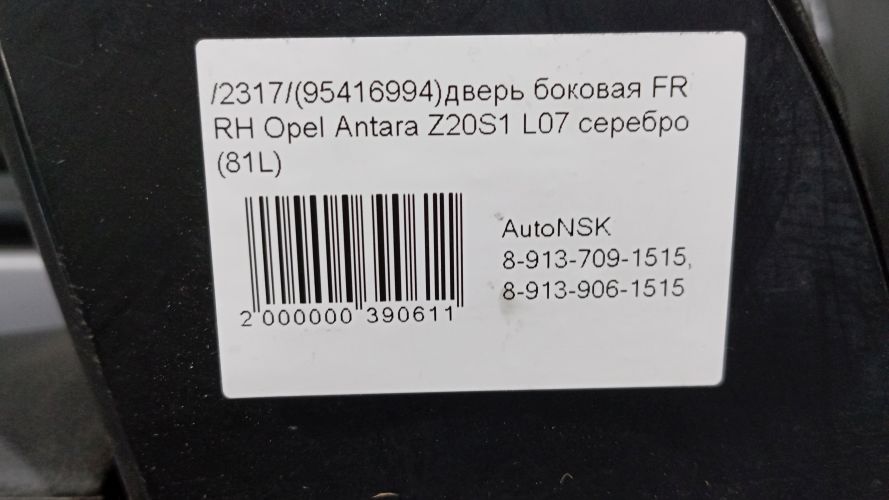 /2317/(95416994)дверь боковая FR
RH Opel Antara Z20S1 L07 серебро
(81L)
AutoNSK
8-913-709-1515,
8-913-906-1515
2 000000 390611